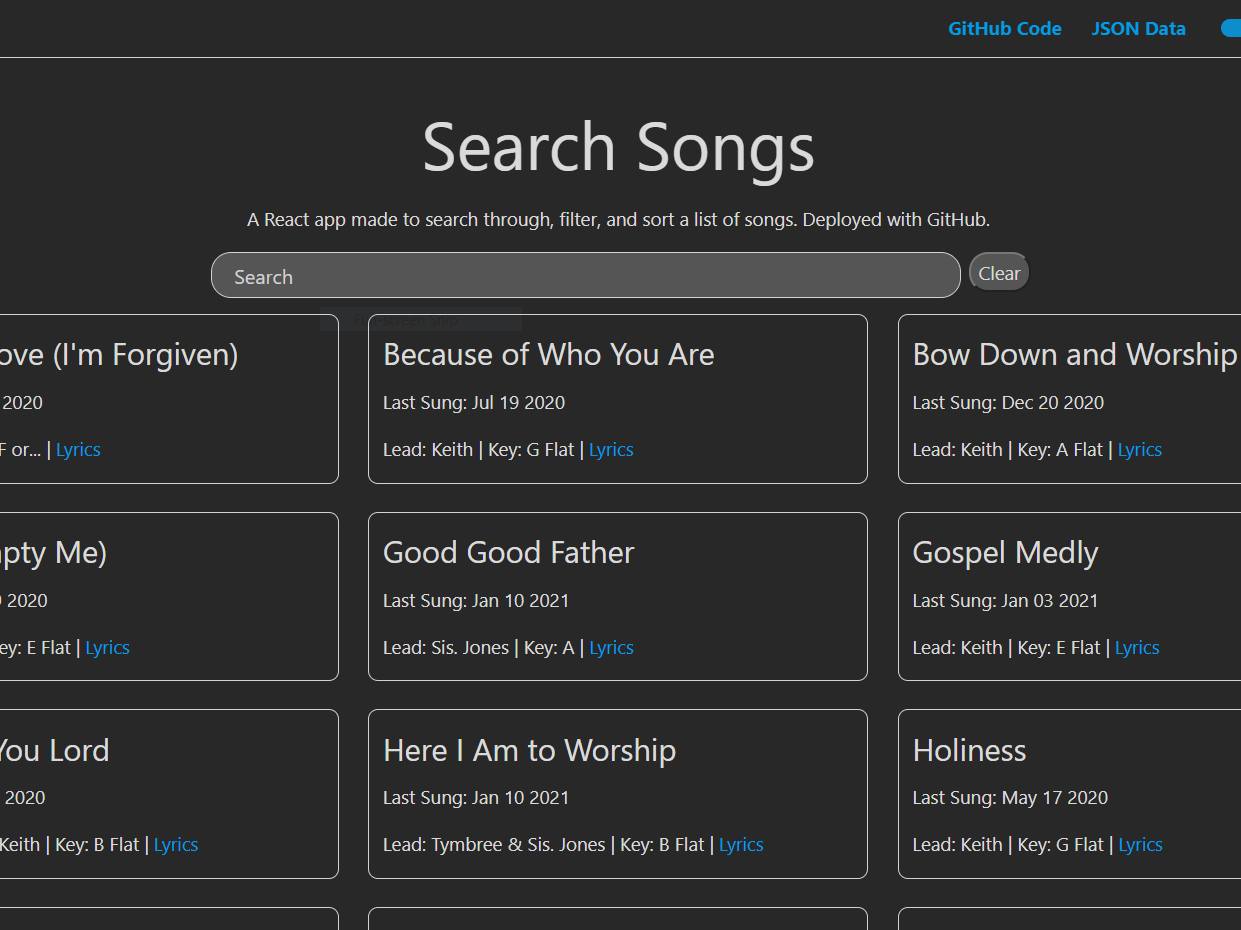 GitHub Code JSON Data
Search Songs
A React app made to search through, filter, and sort a list of songs. Deployed with GitHub.
Search Clear
(I'm Forgiven)
2020
F or... | Lyrics
Because of Who You Are
Last Sung: Jul 19 2020
Lead: Keith | Key: G Flat | Lyrics
Bow Down and Worship
Last Sung: Dec 20 2020
Lead: Keith | Key: A Flat | Lyrics
Me)
2020
E Flat | Lyrics
Good Good Father
Last Sung: Jan 10 2021
Lead: Sis. Jones | Key: A | Lyrics
Gospel Medly
Last Sung: Jan 03 2021
Lead: Keith | Key: E Flat | Lyrics
You Lord
2020
Keith | Key: B Flat | Lyrics
Here I Am to Worship
Last Sung: Jan 10 2021
Lead: Tymbree & Sis. Jones | Key: B Flat | Lyrics
Holiness
Last Sung: May 17 2020
Lead: Keith | Key: G Flat | Lyrics